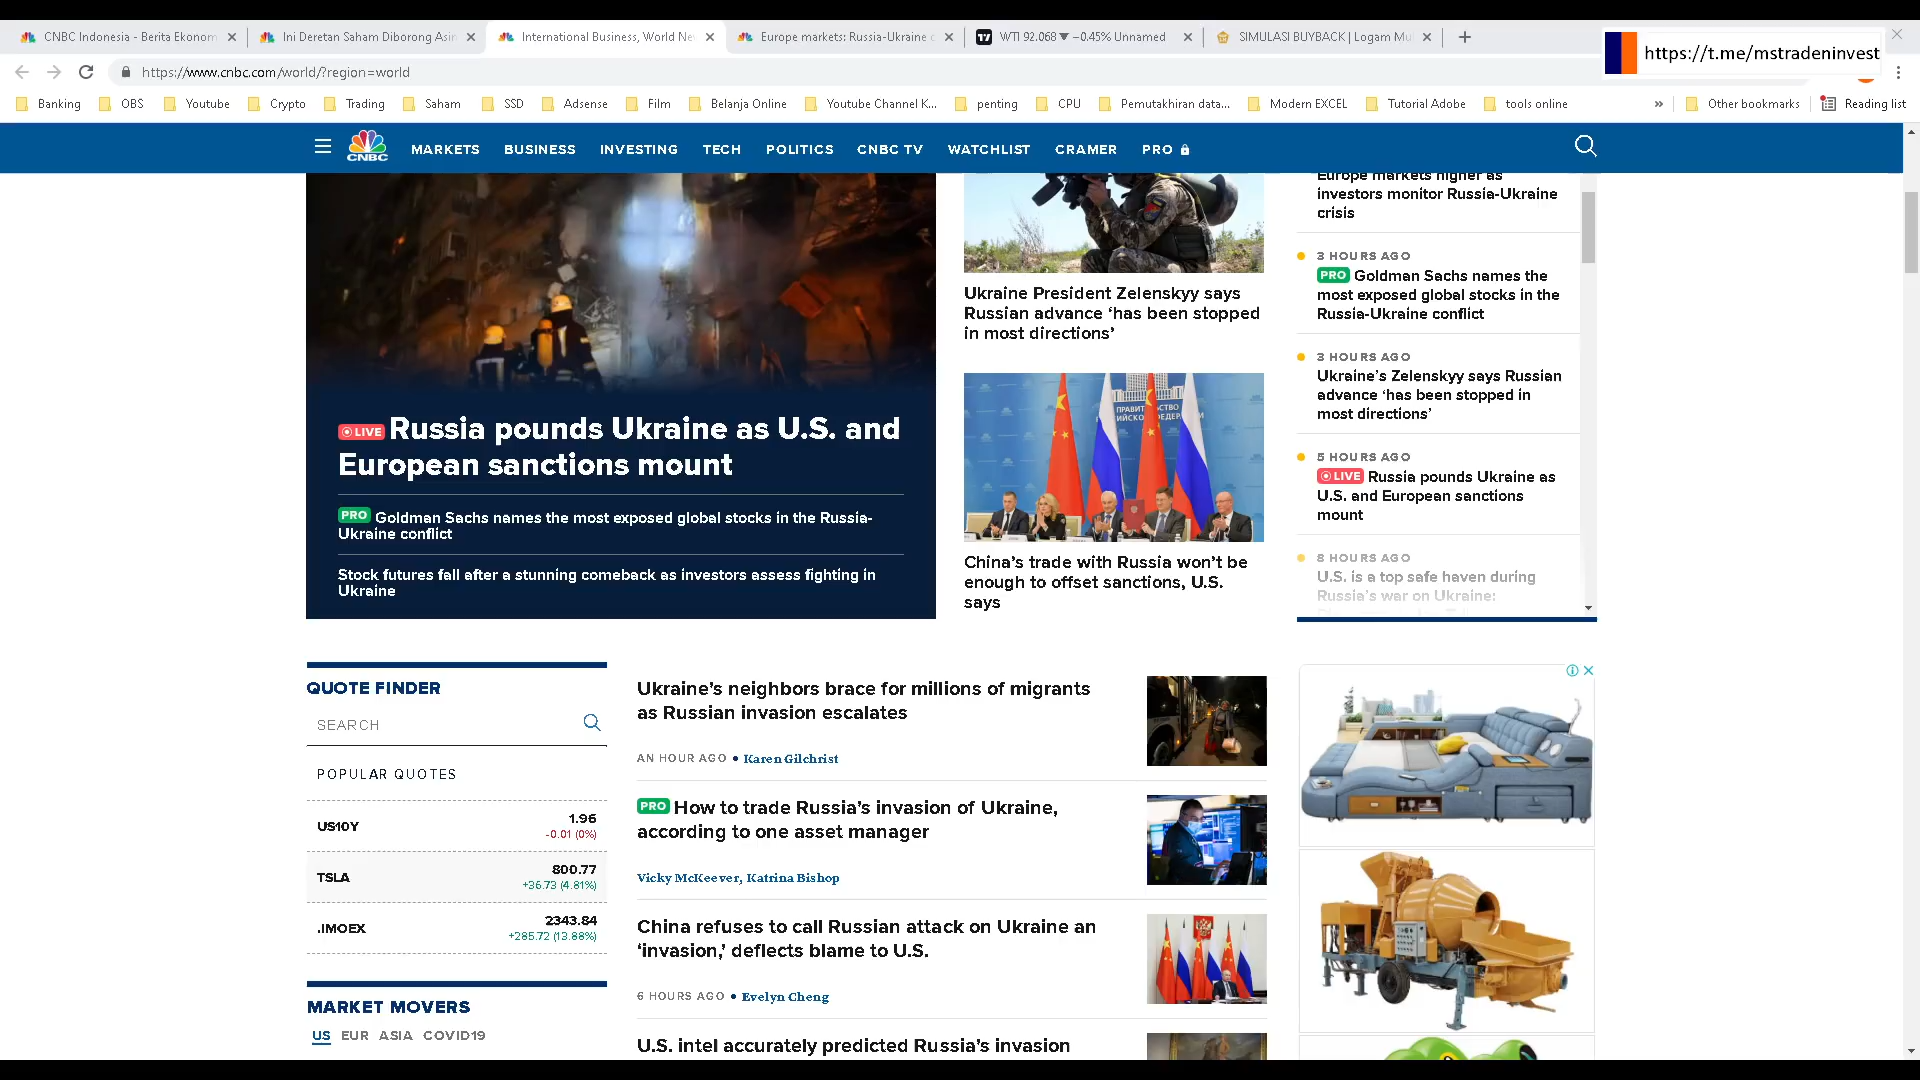 CNBC Indonesia - Berita Ekonom
Ini Deretan Saham Diborong Asin
International Business, World Ne
Europe markets: Russia-Ukraine c
WTI 92.068 ▼ −0.45% Unnamed
SIMULASI BUYBACK | Logam Mu
https://t.me/mstradeninvest
https://www.cnbc.com/world/?region=world
Banking
OBS
Youtube
Crypto
Trading
Saham
SSD
Adsense
Film
Belanja Online
Youtube Channel K...
penting
CPU
Pemutakhiran data...
Modern EXCEL
Tutorial Adobe
tools online
»
Other bookmarks
Reading list
CNBC
MARKETS
BUSINESS
INVESTING
TECH
POLITICS
CNBC TV
WATCHLIST
CRAMER
PRO
LIVE Russia pounds Ukraine as U.S. and
European sanctions mount
PRO Goldman Sachs names the most exposed global stocks in the Russia-
Ukraine conflict
Stock futures fall after a stunning comeback as investors assess fighting in
Ukraine
Ukraine President Zelenskyy says
Russian advance ‘has been stopped
in most directions’
China’s trade with Russia won’t be
enough to offset sanctions, U.S.
says
Europe markets higher as
investors monitor Russia-Ukraine
crisis
3 HOURS AGO
PRO Goldman Sachs names the
most exposed global stocks in the
Russia-Ukraine conflict
3 HOURS AGO
Ukraine’s Zelenskyy says Russian
advance ‘has been stopped in
most directions’
5 HOURS AGO
LIVE Russia pounds Ukraine as
U.S. and European sanctions
mount
8 HOURS AGO
U.S. is a top safe haven during
Russia’s war on Ukraine:
QUOTE FINDER
SEARCH
POPULAR QUOTES
US10Y
1.96
-0.01 (0%)
TSLA
800.77
+36.73 (4.81%)
.IMOEX
2343.84
+285.72 (13.88%)
MARKET MOVERS
US EUR ASIA COVID19
Ukraine’s neighbors brace for millions of migrants
as Russian invasion escalates
AN HOUR AGO • Karen Gilchrist
PRO How to trade Russia’s invasion of Ukraine,
according to one asset manager
Vicky McKeever, Katrina Bishop
China refuses to call Russian attack on Ukraine an
‘invasion,’ deflects blame to U.S.
6 HOURS AGO • Evelyn Cheng
U.S. intel accurately predicted Russia’s invasion